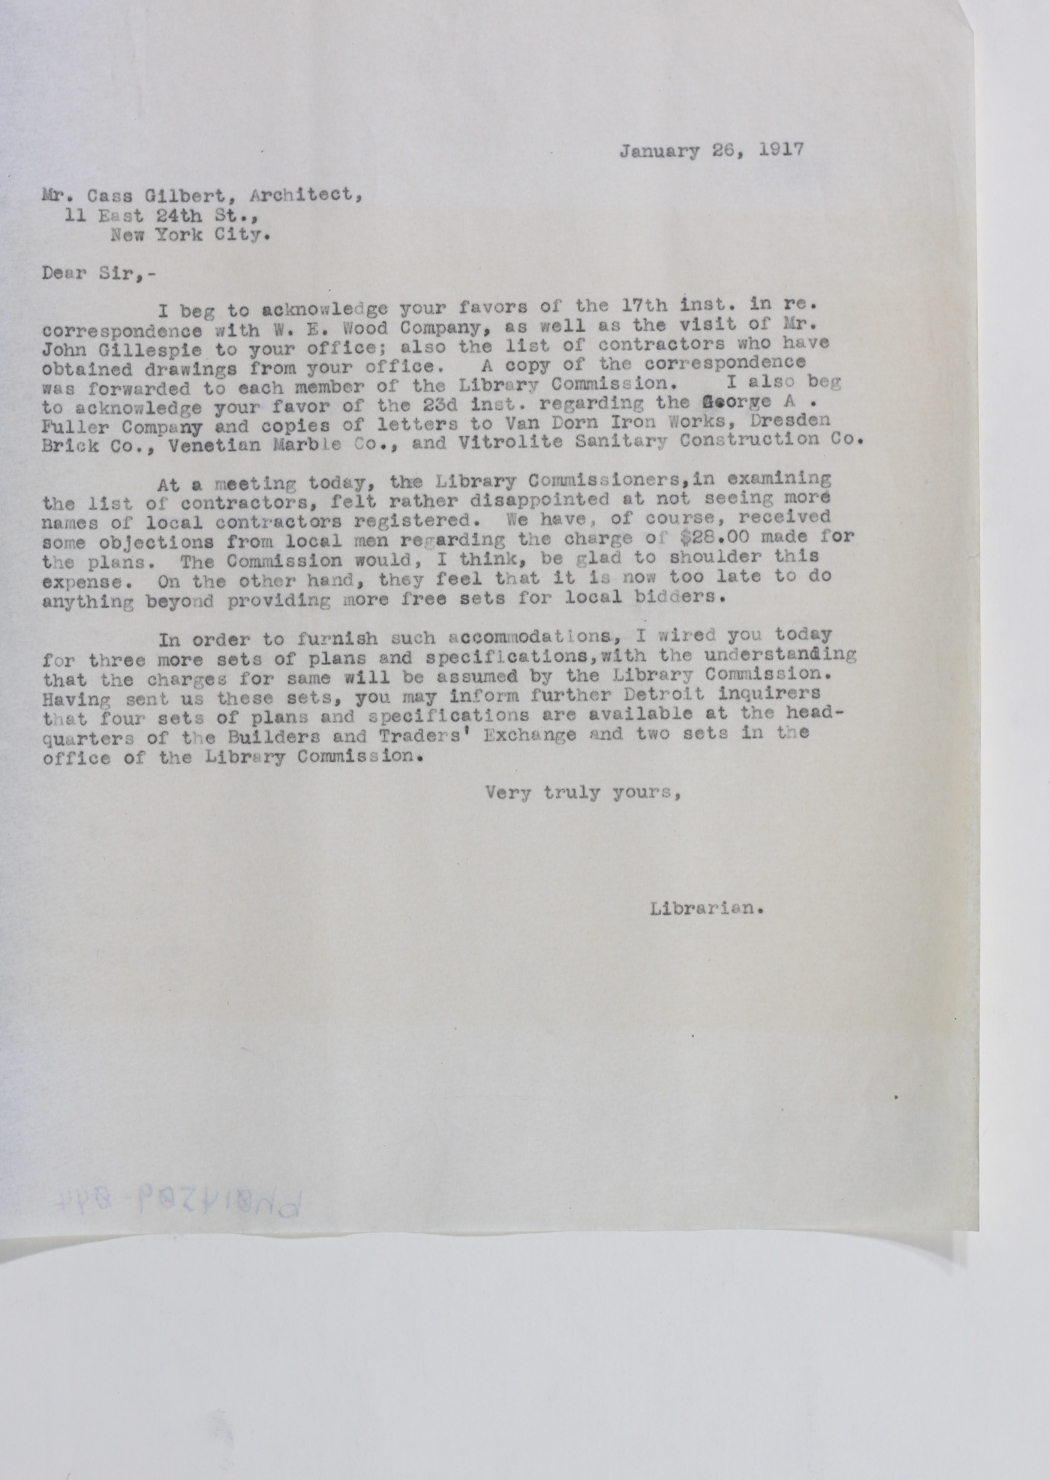 January 26, 1917
Mr. Cass Gilbert, Architect,
11 East 24th St.,
New York City.
Dear Sir,-
I beg to acknowledge your favors of the 17th inst. in re.
correspondence with W. E. Wood Company, as well as the visit of Mr.
John Gillespie to your office; also the list of contractors who have
obtained drawings from your office. A copy of the correspondence
was forwarded to each member of the Library Commission. I also beg
to acknowledge your favor of the 23d inst. regarding the George A .
Fuller Company and copies of letters to Van Dorn Iron Works, Dresden
Brick Co., Venetian Marble Co., and Vitrolite Sanitary Construction Co.
At a meeting today, the Library Commissioners,in examining
the list of contractors, felt rather disappointed at not seeing more
names of local contractors registered. We have, of course, received
some objections from local men regarding the charge of $28.00 made for
the plans. The Commission would, I think, be glad to shoulder this
expense. On the other hand, they feel that it is now too late to do
anything beyond providing more free sets for local bidders.
In order to furnish such accommodations, I wired you today
for three more sets of plans and specifications,with the understanding
that the charges for same will be assumed by the Library Commission.
Having sent us these sets, you may inform further Detroit inquirers
that four sets of plans and specifications are available at the head-
quarters of the Builders and Traders' Exchange and two sets in the
office of the Library Commission.
Very truly yours,
Librarian.